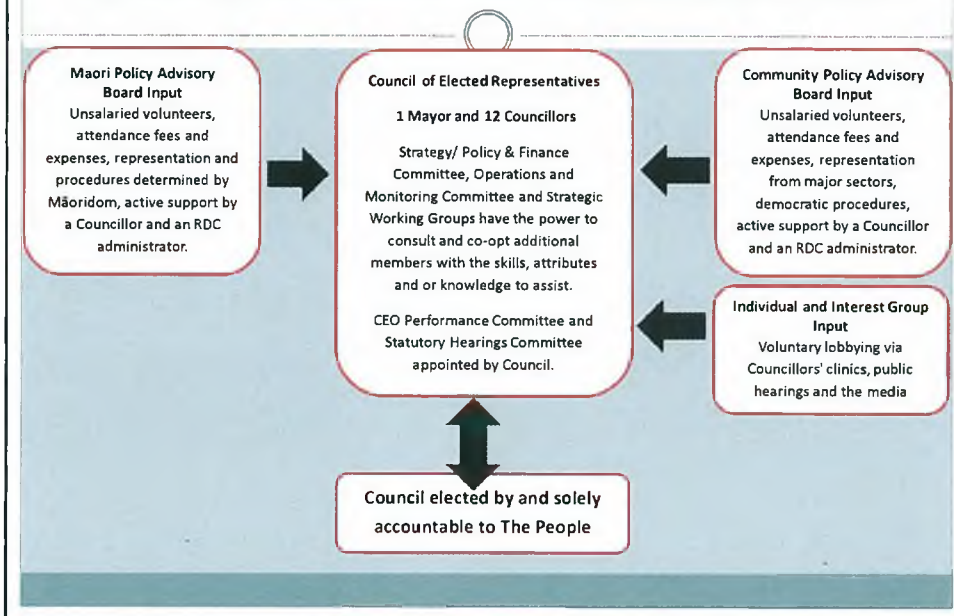 Maori Policy Advisory
Board Input
Unsalaried volunteers,
attendance fees and
expenses, representation and
procedures determined by
Māoridom, active support by
a Councillor and an RDC
administrator.
Council of Elected Representatives
1 Mayor and 12 Councillors
Strategy/ Policy & Finance
Committee, Operations and
Monitoring Committee and Strategic
Working Groups have the power to
consult and co-opt additional
members with the skills, attributes
and or knowledge to assist.
CEO Performance Committee and
Statutory Hearings Committee
appointed by Council.
Community Policy Advisory
Board Input
Unsalaried volunteers,
attendance fees and
expenses, representation
from major sectors,
democratic procedures,
active support by a Councillor
and an RDC administrator.
Individual and Interest Group
Input
Voluntary lobbying via
Councillors' clinics, public
hearings and the media
Council elected by and solely
accountable to The People